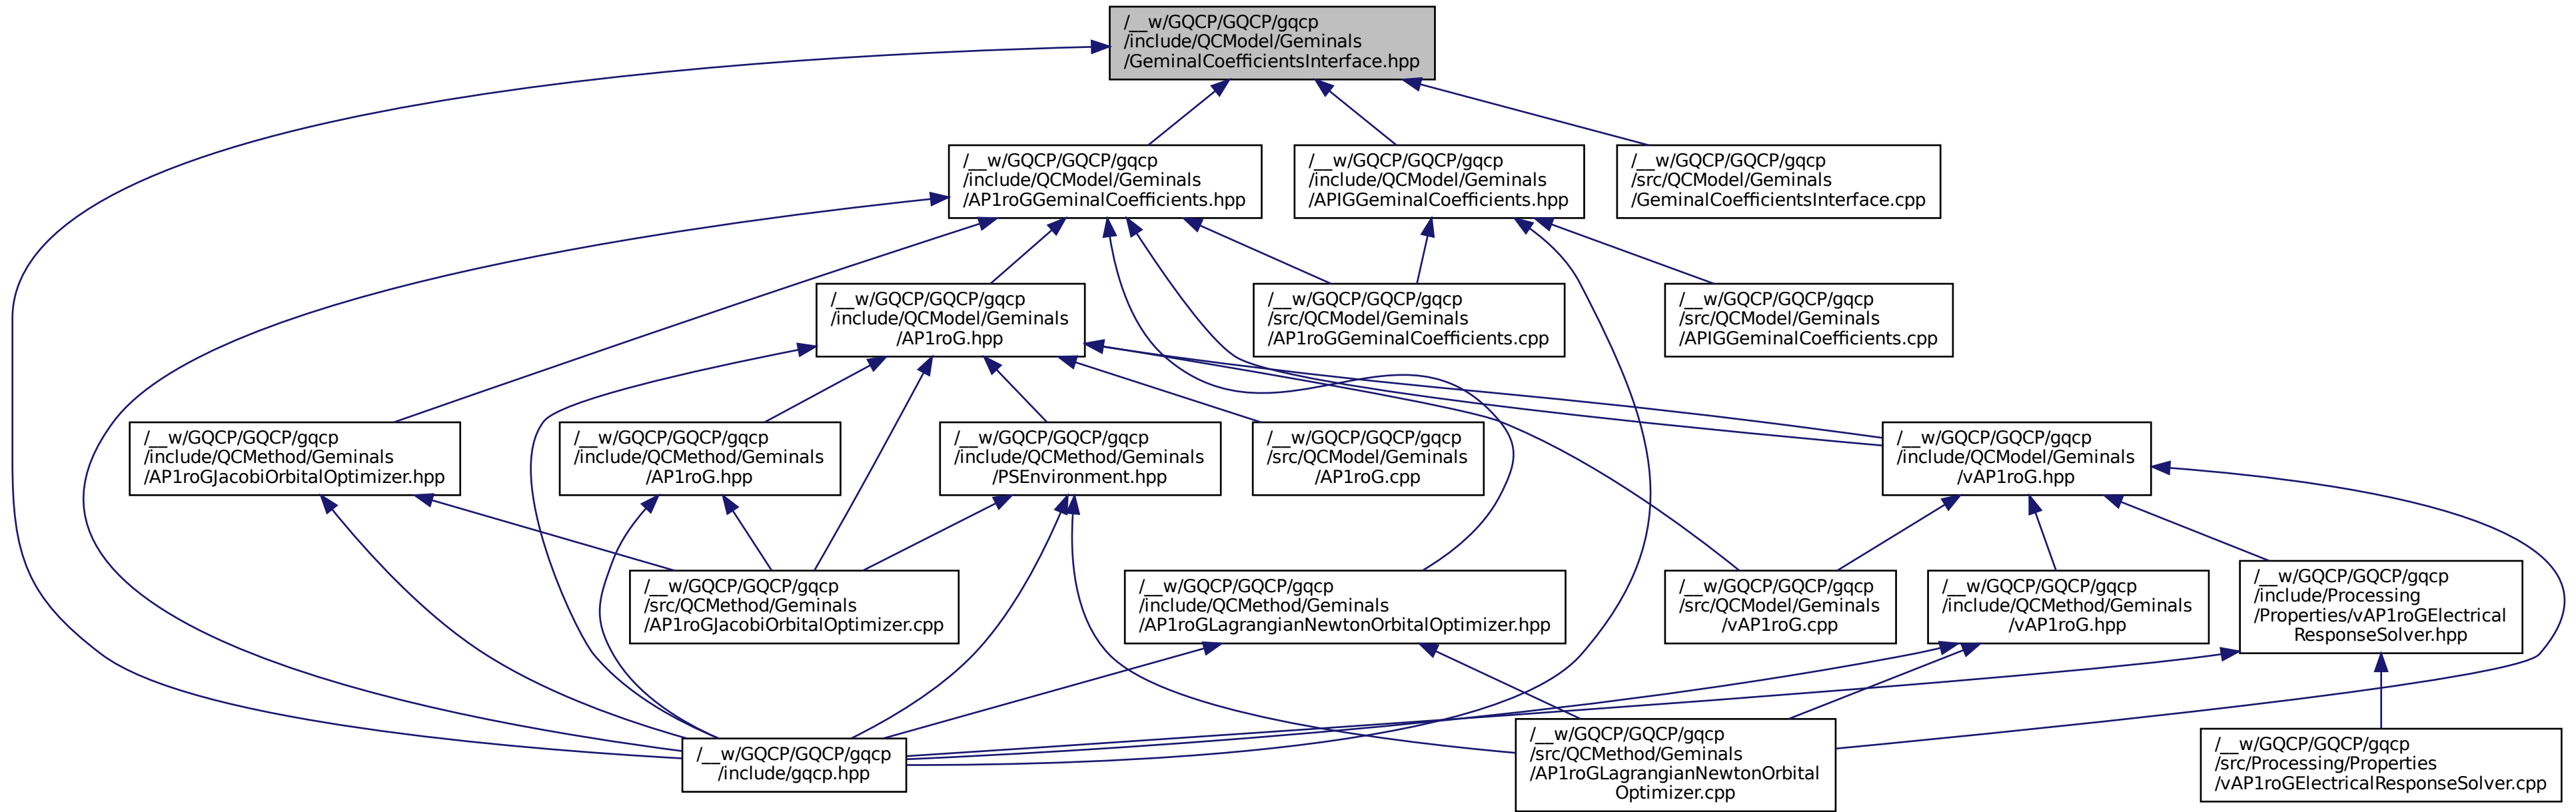 /__w/GQCP/GQCP/gqcp
/include/QCModel/Geminals
/GeminalCoefficientsInterface.hpp
/__w/GQCP/GQCP/gqcp
/include/QCModel/Geminals
/AP1roGGeminalCoefficients.hpp
/__w/GQCP/GQCP/gqcp
/include/QCModel/Geminals
/APIGGeminalCoefficients.hpp
/__w/GQCP/GQCP/gqcp
/src/QCModel/Geminals
/GeminalCoefficientsInterface.cpp
/__w/GQCP/GQCP/gqcp
/include/QCModel/Geminals
/AP1roG.hpp
/__w/GQCP/GQCP/gqcp
/src/QCModel/Geminals
/AP1roGGeminalCoefficients.cpp
/__w/GQCP/GQCP/gqcp
/src/QCModel/Geminals
/APIGGeminalCoefficients.cpp
/__w/GQCP/GQCP/gqcp
/include/QCMethod/Geminals
/AP1roGJacobiOrbitalOptimizer.hpp
/__w/GQCP/GQCP/gqcp
/include/QCMethod/Geminals
/AP1roG.hpp
/__w/GQCP/GQCP/gqcp
/include/QCMethod/Geminals
/PSEnvironment.hpp
/__w/GQCP/GQCP/gqcp
/src/QCModel/Geminals
/AP1roG.cpp
/__w/GQCP/GQCP/gqcp
/include/QCModel/Geminals
/vAP1roG.hpp
/__w/GQCP/GQCP/gqcp
/src/QCMethod/Geminals
/AP1roGJacobiOrbitalOptimizer.cpp
/__w/GQCP/GQCP/gqcp
/include/QCMethod/Geminals
/AP1roGLagrangianNewtonOrbitalOptimizer.hpp
/__w/GQCP/GQCP/gqcp
/src/QCModel/Geminals
/vAP1roG.cpp
/__w/GQCP/GQCP/gqcp
/include/QCMethod/Geminals
/vAP1roG.hpp
/__w/GQCP/GQCP/gqcp
/include/Processing
/Properties/vAP1roGElectrical
ResponseSolver.hpp
/__w/GQCP/GQCP/gqcp
/include/gqcp.hpp
/__w/GQCP/GQCP/gqcp
/src/QCMethod/Geminals
/AP1roGLagrangianNewtonOrbital
Optimizer.cpp
/__w/GQCP/GQCP/gqcp
/src/Processing/Properties
/vAP1roGElectricalResponseSolver.cpp